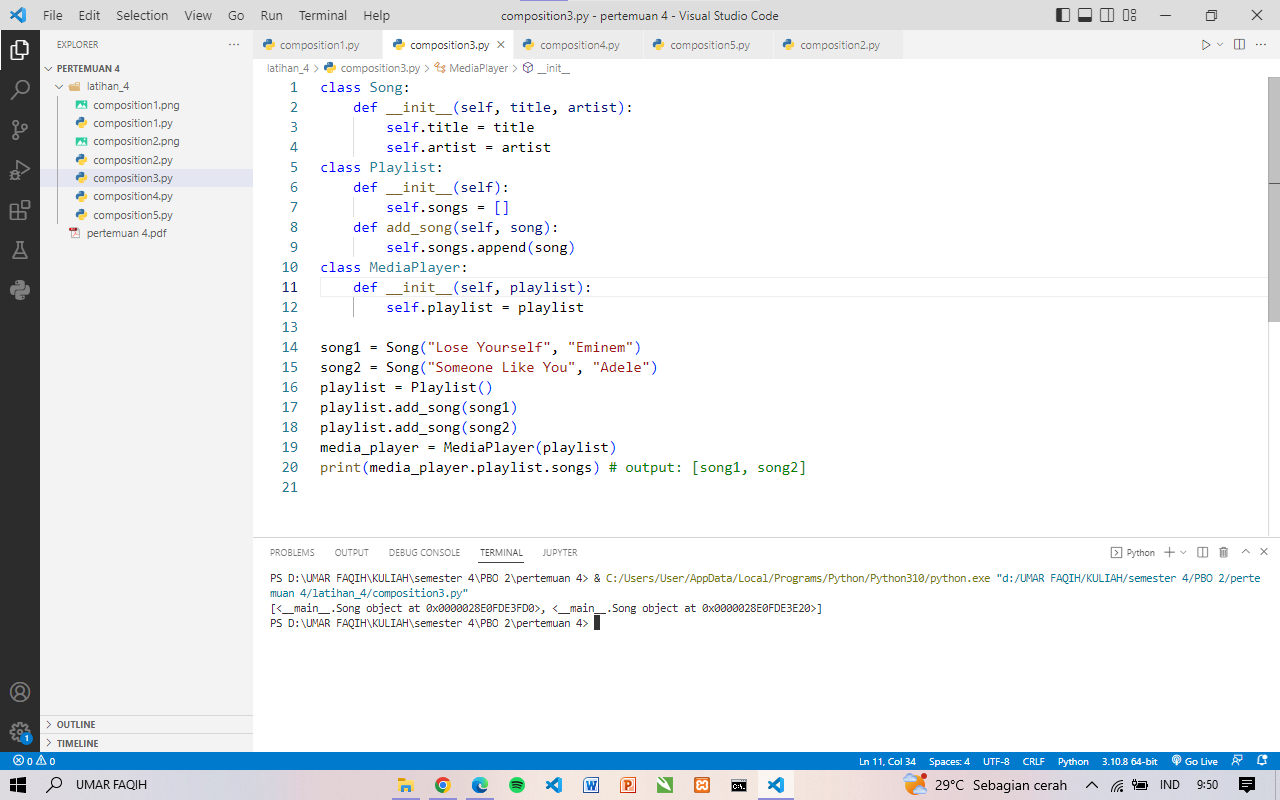 File Edit Selection View Go Run Terminal Help
composition3.py - pertemuan 4 - Visual Studio Code
EXPLORER
PERTEMUAN 4
latihan_4
composition1.png
composition1.py
composition2.png
composition2.py
composition3.py
composition4.py
composition5.py
pertemuan 4.pdf
OUTLINE
TIMELINE
composition1.py composition3.py composition4.py composition5.py composition2.py
latihan_4 > composition3.py > MediaPlayer > __init__
1 class Song:
2     def __init__(self, title, artist):
3         self.title = title
4         self.artist = artist
5 class Playlist:
6     def __init__(self):
7         self.songs = []
8     def add_song(self, song):
9         self.songs.append(song)
10 class MediaPlayer:
11     def __init__(self, playlist):
12         self.playlist = playlist
13
14 song1 = Song("Lose Yourself", "Eminem")
15 song2 = Song("Someone Like You", "Adele")
16 playlist = Playlist()
17 playlist.add_song(song1)
18 playlist.add_song(song2)
19 media_player = MediaPlayer(playlist)
20 print(media_player.playlist.songs) # output: [song1, song2]
21
PROBLEMS OUTPUT DEBUG CONSOLE TERMINAL JUPYTER
Python
PS D:\UMAR FAQIH\KULIAH\semester 4\PBO 2\pertemuan 4> & C:/Users/User/AppData/Local/Programs/Python/Python310/python.exe "d:/UMAR FAQIH/KULIAH/semester 4/PBO 2/perte
muan 4/latihan_4/composition3.py"
[<__main__.Song object at 0x0000028E0FDE3FD0>, <__main__.Song object at 0x0000028E0FDE3E20>]
PS D:\UMAR FAQIH\KULIAH\semester 4\PBO 2\pertemuan 4>
1
0 0
Ln 11, Col 34 Spaces: 4 UTF-8 CRLF Python 3.10.8 64-bit Go Live
UMAR FAQIH
29°C Sebagian cerah IND 9:50